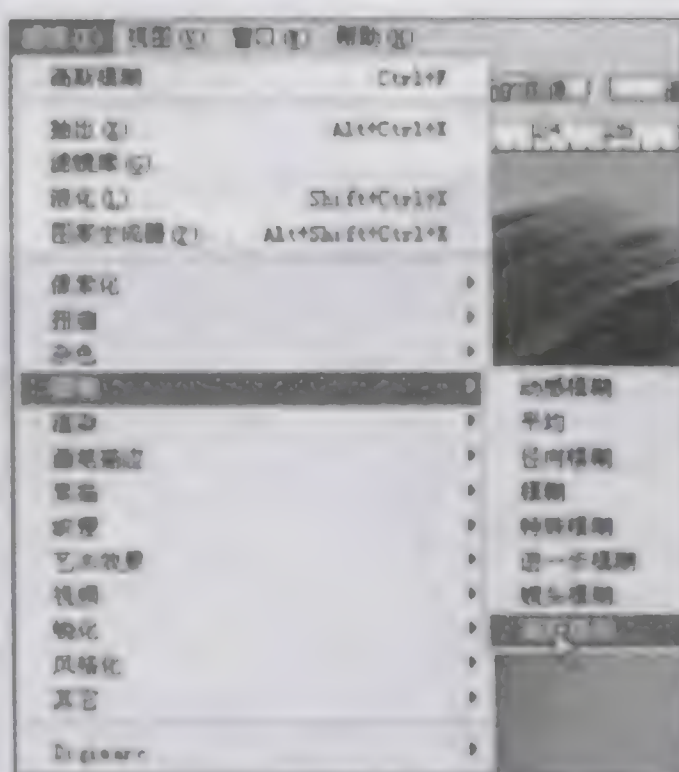 视图(V) 窗口(W) 帮助(H)
高斯模糊 Ctrl+F
抽出(X) Alt+Ctrl+X
滤镜库(G)
液化(L) Shift+Ctrl+X
图案生成器(P) Alt+Shift+Ctrl+X
像素化
扭曲
杂色
渲染
画笔描边
素描
纹理
艺术效果
视频
锐化
风格化
其它
Digimarc
动感模糊
平均
径向模糊
模糊
特殊模糊
进一步模糊
镜头模糊